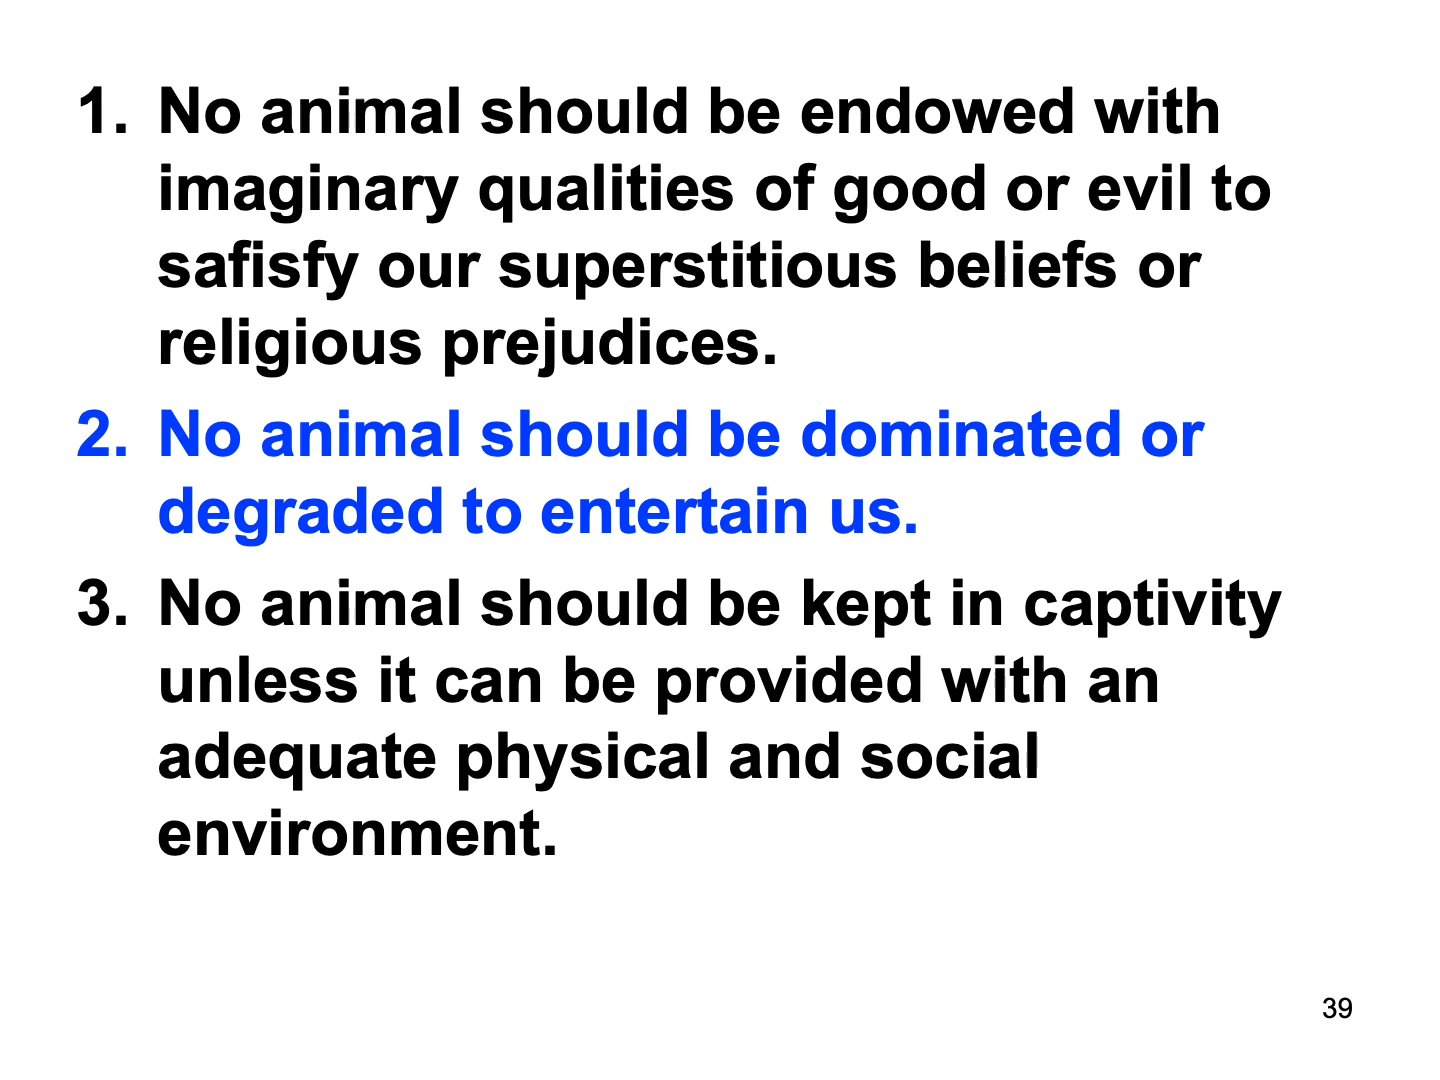 1. No animal should be endowed with
imaginary qualities of good or evil to
safisfy our superstitious beliefs or
religious prejudices.
2. No animal should be dominated or
degraded to entertain us.
3. No animal should be kept in captivity
unless it can be provided with an
adequate physical and social
environment.
39